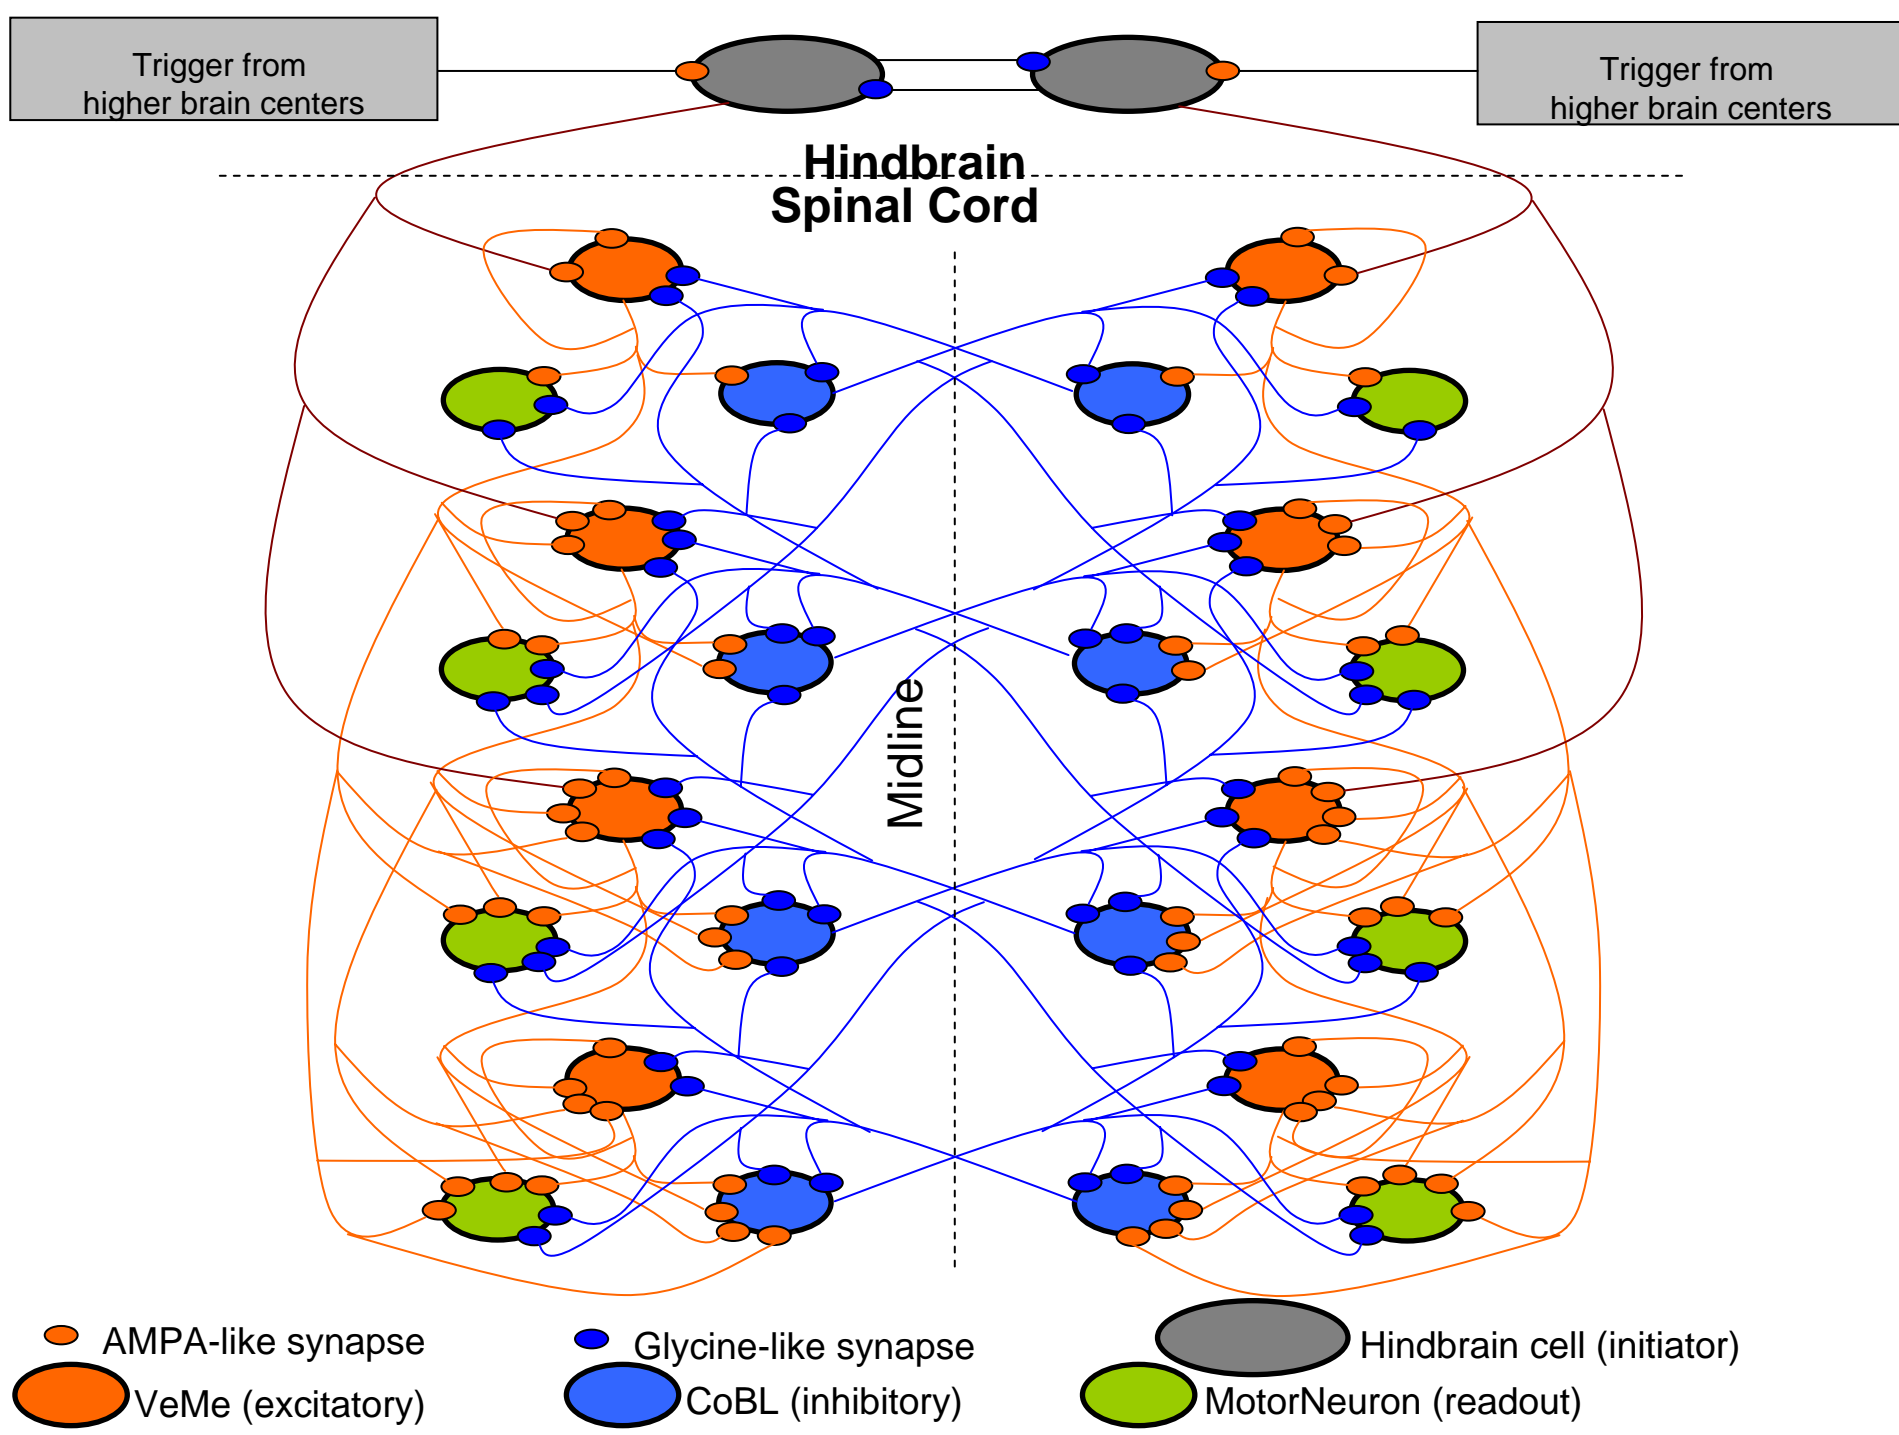 Trigger from
higher brain centers
Trigger from
higher brain centers
Hindbrain
Spinal Cord
Midline
AMPA-like synapse
Glycine-like synapse
Hindbrain cell (initiator)
VeMe (excitatory)
CoBL (inhibitory)
MotorNeuron (readout)